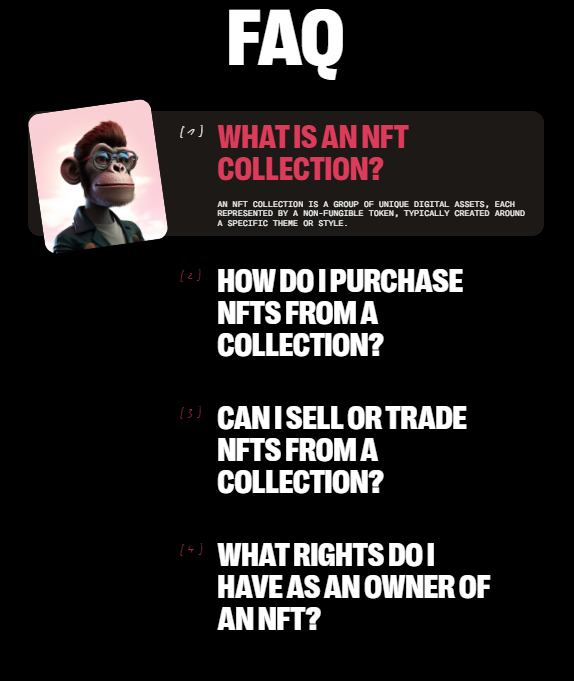 FAQ
[1]
WHAT IS AN NFT
COLLECTION?
AN NFT COLLECTION IS A GROUP OF UNIQUE DIGITAL ASSETS, EACH
REPRESENTED BY A NON-FUNGIBLE TOKEN, TYPICALLY CREATED AROUND
A SPECIFIC THEME OR STYLE.
[2]
HOW DO I PURCHASE
NFTS FROM A
COLLECTION?
[3]
CAN I SELL OR TRADE
NFTS FROM A
COLLECTION?
[4]
WHAT RIGHTS DO I
HAVE AS AN OWNER OF
AN NFT?